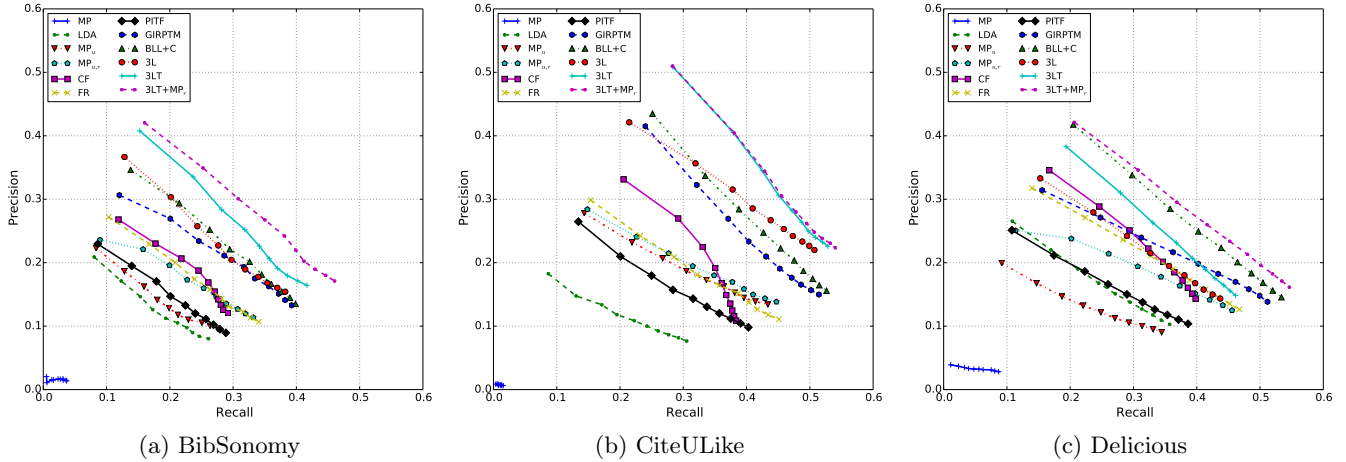 0.6
0.5
0.4
0.3
0.2
0.1
0.0
0.0 0.1 0.2 0.3 0.4 0.5 0.6
Precision
Recall
MP
LDA
MPu
MPu,r
CF
FR
PITF
GIRPTM
BLL+C
3L
3LT
3LT+MPr
(a) BibSonomy
0.6
0.5
0.4
0.3
0.2
0.1
0.0
0.0 0.1 0.2 0.3 0.4 0.5 0.6
Precision
Recall
MP
LDA
MPu
MPu,r
CF
FR
PITF
GIRPTM
BLL+C
3L
3LT
3LT+MPr
(b) CiteULike
0.6
0.5
0.4
0.3
0.2
0.1
0.0
0.0 0.1 0.2 0.3 0.4 0.5 0.6
Precision
Recall
MP
LDA
MPu
MPu,r
CF
FR
PITF
GIRPTM
BLL+C
3L
3LT
3LT+MPr
(c) Delicious